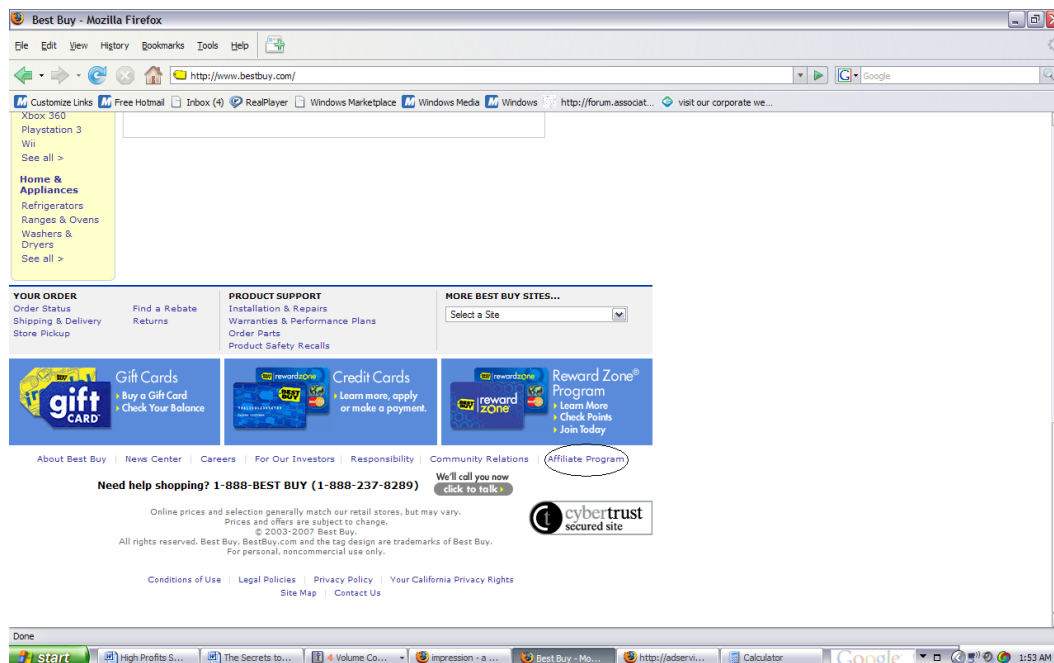 Best Buy - Mozilla Firefox
File Edit View History Bookmarks Tools Help
http://www.bestbuy.com/
G Google
Customize Links Free Hotmail Inbox (4) RealPlayer Windows Marketplace Windows Media Windows http://forum.associat... visit our corporate we...
Xbox 360
Playstation 3
Wii
See all >
Home &
Appliances
Refrigerators
Ranges & Ovens
Washers &
Dryers
See all >
YOUR ORDER
Order Status
Shipping & Delivery
Store Pickup
Find a Rebate
Returns
PRODUCT SUPPORT
Installation & Repairs
Warranties & Performance Plans
Order Parts
Product Safety Recalls
MORE BEST BUY SITES...
Select a Site
gift
CARD
Gift Cards
Buy a Gift Card
Check Your Balance
rewardzone
BEST
BUY
Credit Cards
Learn more, apply
or make a payment.
rewardzone
reward
zone
Reward Zone®
Program
Learn More
Check Points
Join Today
About Best Buy | News Center | Careers | For Our Investors | Responsibility | Community Relations | Affiliate Program
Need help shopping? 1-888-BEST BUY (1-888-237-8289)
We'll call you now
click to talk
Online prices and selection generally match our retail stores, but may vary.
Prices and offers are subject to change.
© 2003-2007 Best Buy.
All rights reserved. Best Buy, BestBuy.com and the tag design are trademarks of Best Buy.
For personal, noncommercial use only.
cybertrust
secured site
Conditions of Use | Legal Policies | Privacy Policy | Your California Privacy Rights
Site Map | Contact Us
Done
start High Profits S... The Secrets to... 4 Volume Co... impression - a ... Best Buy - Mo... http://adservi... Calculator Google 1:53 AM